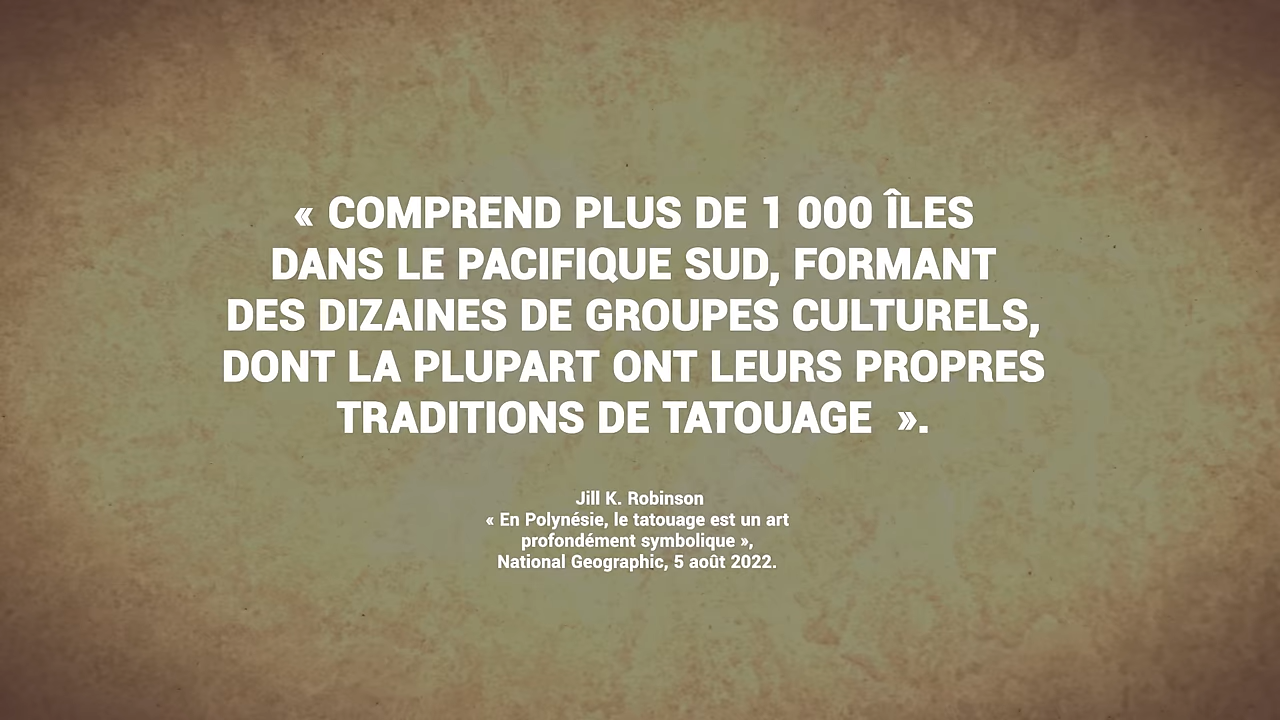 « COMPREND PLUS DE 1 000 ÎLES
DANS LE PACIFIQUE SUD, FORMANT
DES DIZAINES DE GROUPES CULTURELS,
DONT LA PLUPART ONT LEURS PROPRES
TRADITIONS DE TATOUAGE  ».
Jill K. Robinson
« En Polynésie, le tatouage est un art
profondément symbolique »,
National Geographic, 5 août 2022.